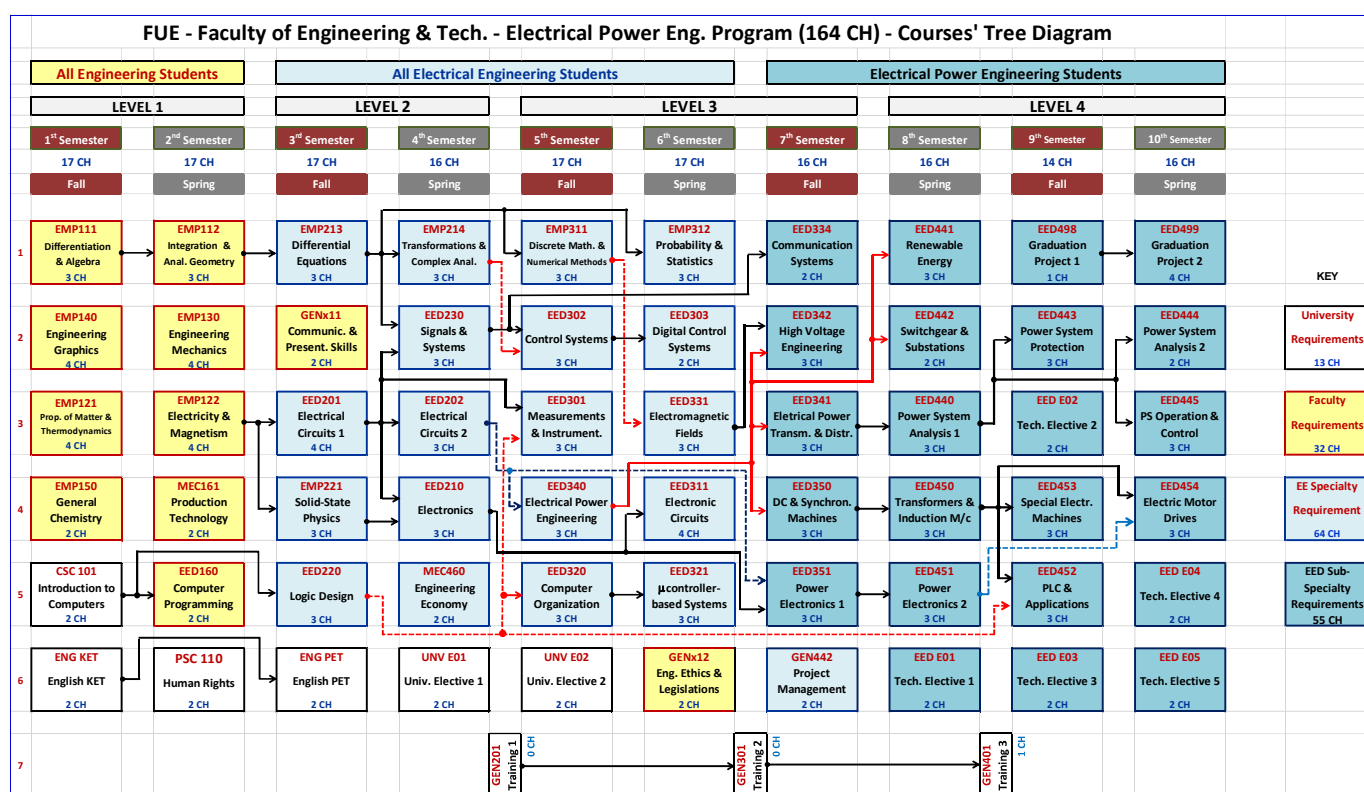 FUE - Faculty of Engineering & Tech. - Electrical Power Eng. Program (164 CH) - Courses' Tree Diagram
All Engineering Students
All Electrical Engineering Students
Electrical Power Engineering Students
LEVEL 1
LEVEL 2
LEVEL 3
LEVEL 4
1st Semester
2nd Semester
3rd Semester
4th Semester
5th Semester
6th Semester
7th Semester
8th Semester
9th Semester
10th Semester
17 CH
17 CH
17 CH
16 CH
17 CH
17 CH
16 CH
16 CH
14 CH
16 CH
Fall
Spring
Fall
Spring
Fall
Spring
Fall
Spring
Fall
Spring
1
EMP111
Differentiation
& Algebra
3 CH
EMP112
Integration &
Anal. Geometry
3 CH
EMP213
Differential
Equations
3 CH
EMP214
Transformations &
Complex Anal.
3 CH
EMP311
Discrete Math. &
Numerical Methods
3 CH
EMP312
Probability &
Statistics
3 CH
EED334
Communication
Systems
2 CH
EED441
Renewable
Energy
3 CH
EED498
Graduation
Project 1
1 CH
EED499
Graduation
Project 2
4 CH
KEY
2
EMP140
Engineering
Graphics
4 CH
EMP130
Engineering
Mechanics
4 CH
GENx11
Communic. &
Present. Skills
2 CH
EED230
Signals &
Systems
3 CH
EED302
Control Systems
3 CH
EED303
Digital Control
Systems
2 CH
EED342
High Voltage
Engineering
3 CH
EED442
Switchgear &
Substations
2 CH
EED443
Power System
Protection
3 CH
EED444
Power System
Analysis 2
2 CH
University
Requirements
13 CH
3
EMP121
Prop. of Matter &
Thermodynamics
4 CH
EMP122
Electricity &
Magnetism
4 CH
EED201
Electrical
Circuits 1
4 CH
EED202
Electrical
Circuits 2
3 CH
EED301
Measurements
& Instrument.
3 CH
EED331
Electromagnetic
Fields
3 CH
EED341
Eletrical Power
Transm. & Distr.
3 CH
EED440
Power System
Analysis 1
3 CH
EED E02
Tech. Elective 2
2 CH
EED445
PS Operation &
Control
3 CH
Faculty
Requirements
32 CH
4
EMP150
General
Chemistry
2 CH
MEC161
Production
Technology
2 CH
EMP221
Solid-State
Physics
3 CH
EED210
Electronics
3 CH
EED340
Electrical Power
Engineering
3 CH
EED311
Electronic
Circuits
4 CH
EED350
DC & Synchron.
Machines
3 CH
EED450
Transformers &
Induction M/c
3 CH
EED453
Special Electr.
Machines
3 CH
EED454
Electric Motor
Drives
3 CH
EE Specialty
Requirement
64 CH
5
CSC 101
Introduction to
Computers
2 CH
EED160
Computer
Programming
2 CH
EED220
Logic Design
3 CH
MEC460
Engineering
Economy
2 CH
EED320
Computer
Organization
3 CH
EED321
μcontroller-
based Systems
3 CH
EED351
Power
Electronics 1
3 CH
EED451
Power
Electronics 2
3 CH
EED452
PLC &
Applications
3 CH
EED E04
Tech. Elective 4
2 CH
EED Sub-
Specialty
Requirements
55 CH
6
ENG KET
English KET
2 CH
PSC 110
Human Rights
2 CH
ENG PET
English PET
2 CH
UNV E01
Univ. Elective 1
2 CH
UNV E02
Univ. Elective 2
2 CH
GENx12
Eng. Ethics &
Legislations
2 CH
GEN442
Project
Management
2 CH
EED E01
Tech. Elective 1
2 CH
EED E03
Tech. Elective 3
2 CH
EED E05
Tech. Elective 5
2 CH
7
GEN201
Training 1
0 CH
GEN301
Training 2
0 CH
GEN401
Training 3
1 CH